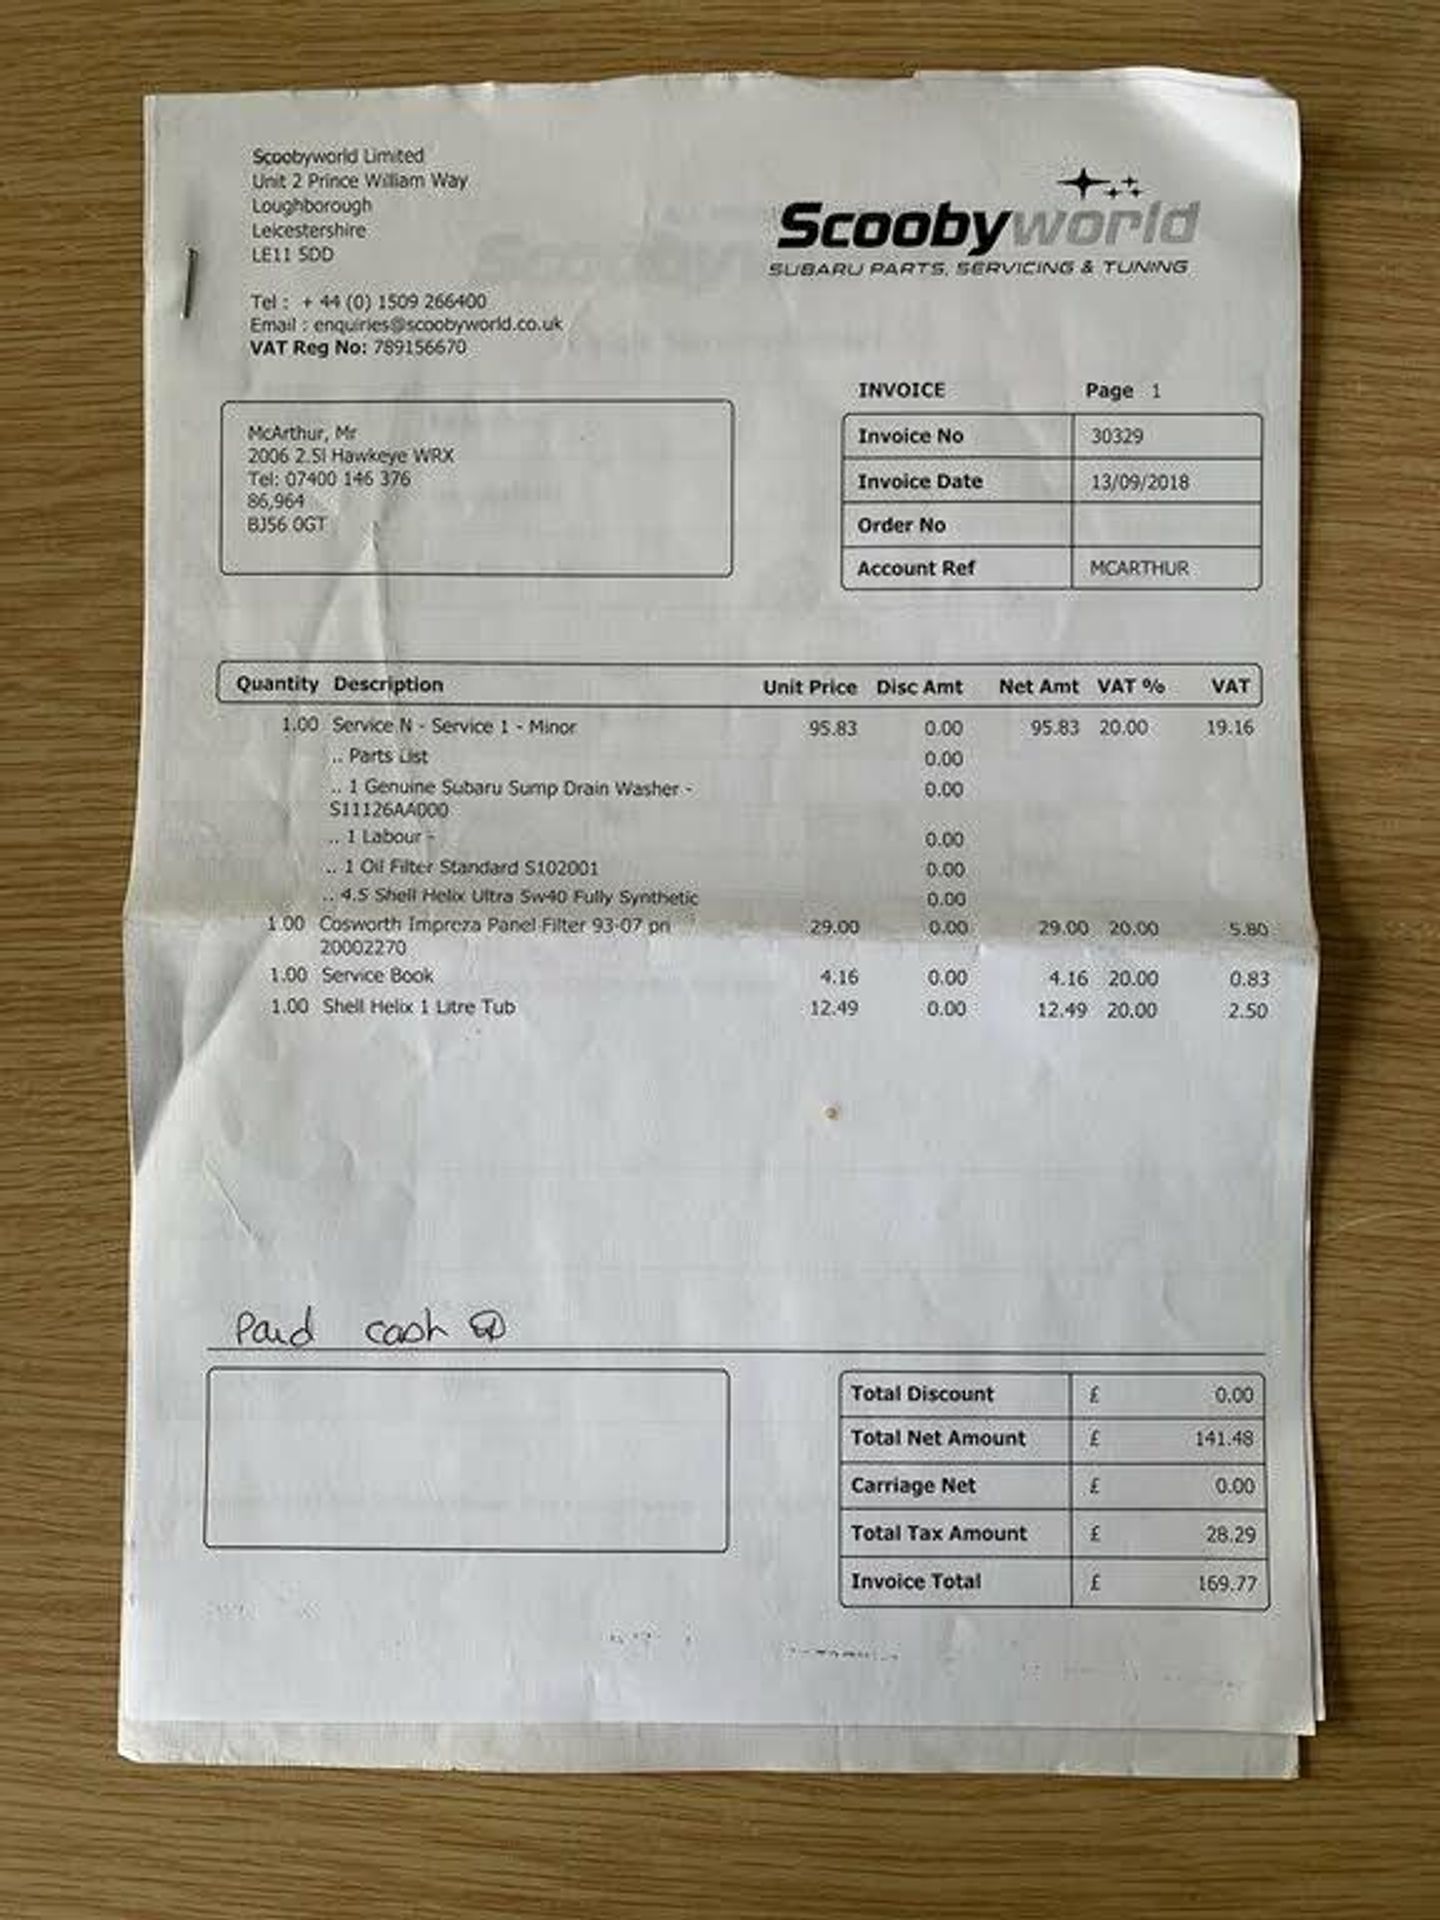 Scoobyworld Limited
Unit 2 Prince William Way
Loughborough
Leicestershire
LE11 5DD
Tel : + 44 (0) 1509 266400
Email : enquiries@scoobyworld.co.uk
VAT Reg No: 789156670
Scoobyworld
SUBARU PARTS, SERVICING & TUNING
INVOICE Page 1
McArthur, Mr
2006 2.5l Hawkeye WRX
Tel: 07400 146 376
86,964
BJ56 0GT
Invoice No 30329
Invoice Date 13/09/2018
Order No
Account Ref MCARTHUR
Quantity Description Unit Price Disc Amt Net Amt VAT % VAT
1.00 Service N - Service 1 - Minor 95.83 0.00 95.83 20.00 19.16
.. Parts List 0.00
.. 1 Genuine Subaru Sump Drain Washer - 0.00
S11126AA000
.. 1 Labour - 0.00
.. 1 Oil Filter Standard S102001 0.00
.. 4.5 Shell Helix Ultra 5w40 Fully Synthetic 0.00
1.00 Cosworth Impreza Panel Filter 93-07 pn 29.00 0.00 29.00 20.00 5.80
20002270
1.00 Service Book 4.16 0.00 4.16 20.00 0.83
1.00 Shell Helix 1 Litre Tub 12.49 0.00 12.49 20.00 2.50
Paid cash
Total Discount £ 0.00
Total Net Amount £ 141.48
Carriage Net £ 0.00
Total Tax Amount £ 28.29
Invoice Total £ 169.77